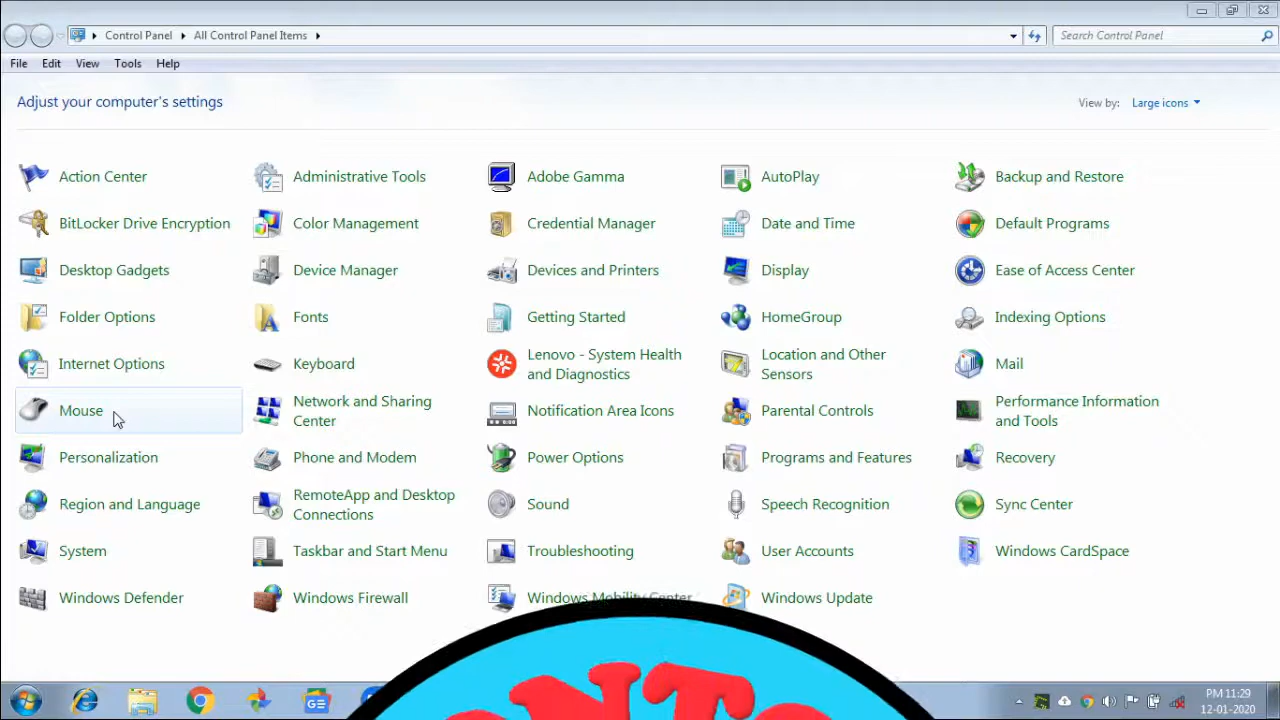 Control Panel
All Control Panel Items
Search Control Panel
File Edit View Tools Help
Adjust your computer's settings
View by: Large icons
Action Center
Administrative Tools
Adobe Gamma
AutoPlay
Backup and Restore
BitLocker Drive Encryption
Color Management
Credential Manager
Date and Time
Default Programs
Desktop Gadgets
Device Manager
Devices and Printers
Display
Ease of Access Center
Folder Options
Fonts
Getting Started
HomeGroup
Indexing Options
Internet Options
Keyboard
Lenovo - System Health
and Diagnostics
Location and Other
Sensors
Mail
Mouse
Network and Sharing
Center
Notification Area Icons
Parental Controls
Performance Information
and Tools
Personalization
Phone and Modem
Power Options
Programs and Features
Recovery
Region and Language
RemoteApp and Desktop
Connections
Sound
Speech Recognition
Sync Center
System
Taskbar and Start Menu
Troubleshooting
User Accounts
Windows CardSpace
Windows Defender
Windows Firewall
Windows Mobility Center
Windows Update
PM 11:29
12-01-2020